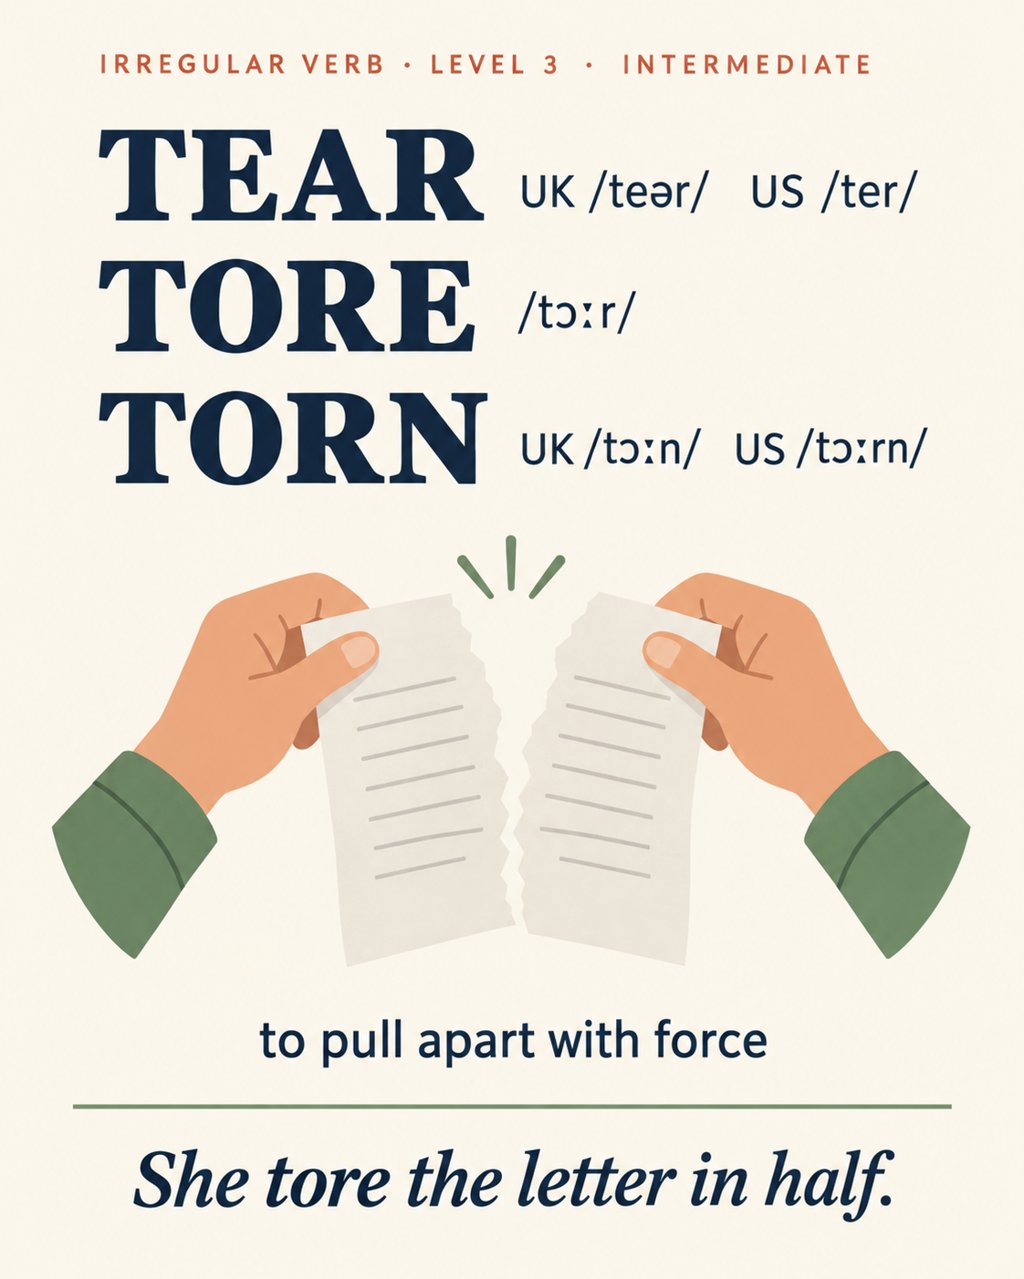 IRREGULAR VERB · LEVEL 3 · INTERMEDIATE
TEAR UK /teər/ US /ter/
TORE /tɔːr/
TORN UK /tɔːn/ US /tɔːrn/
to pull apart with force
She tore the letter in half.